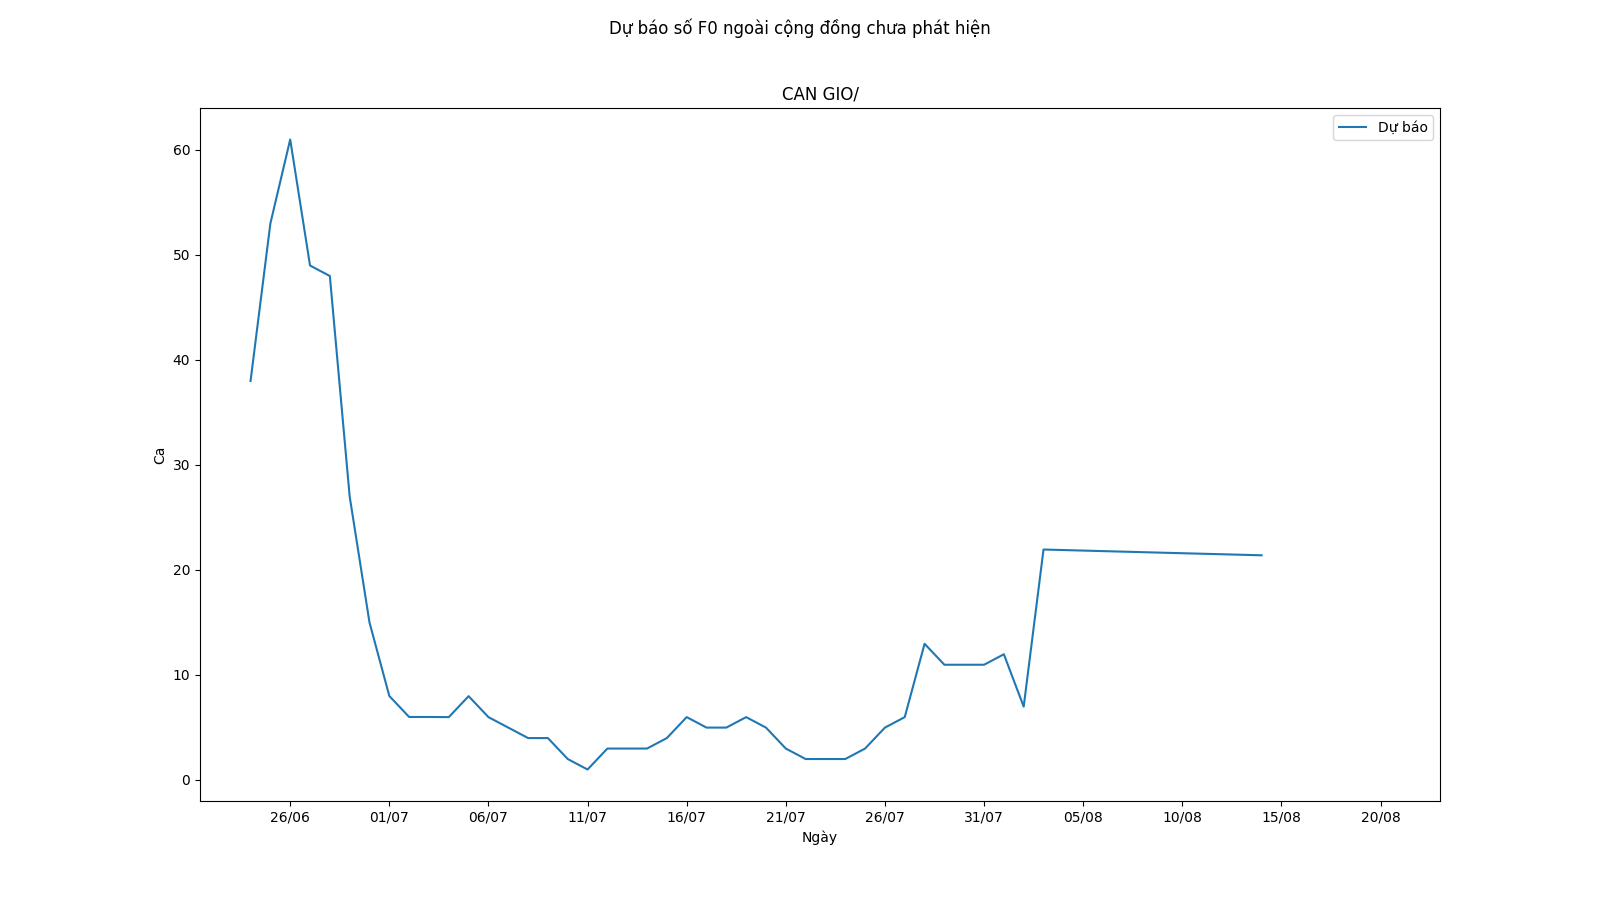 Dự báo số F0 ngoài cộng đồng chưa phát hiện
CAN GIO/
Dự báo
60
50
40
30
20
10
0
Ca
26/06 01/07 06/07 11/07 16/07 21/07 26/07 31/07 05/08 10/08 15/08 20/08
Ngày